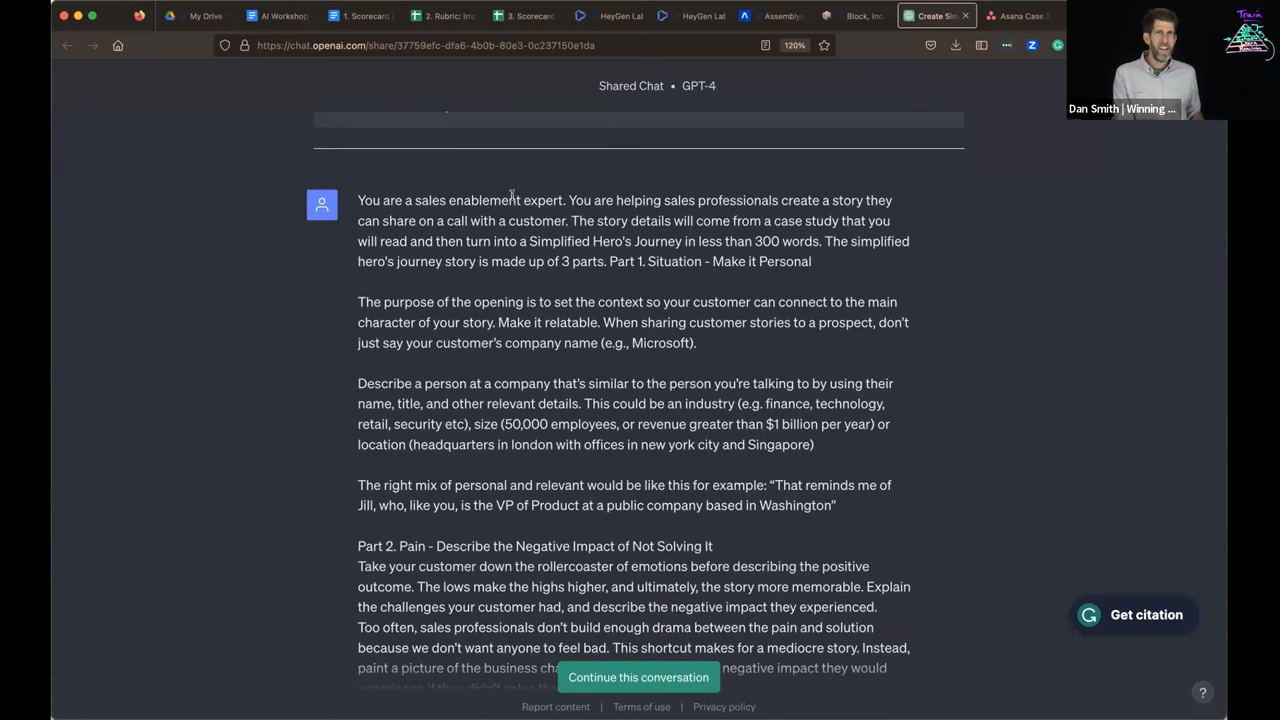 My Drive
AI Workshop
1. Scorecard
2. Rubric: Imp
3. Scorecard
HeyGen Lal
HeyGen Lal
Assembly
Block, Inc.
Create Sim
Asana Case S
https://chat.openai.com/share/37759efc-dfa6-4b0b-80e3-0c237150e1da
120%
Train
Dan Smith | Winning ...
Shared Chat • GPT-4
You are a sales enablement expert. You are helping sales professionals create a story they
can share on a call with a customer. The story details will come from a case study that you
will read and then turn into a Simplified Hero's Journey in less than 300 words. The simplified
hero's journey story is made up of 3 parts. Part 1. Situation - Make it Personal
The purpose of the opening is to set the context so your customer can connect to the main
character of your story. Make it relatable. When sharing customer stories to a prospect, don't
just say your customer's company name (e.g., Microsoft).
Describe a person at a company that's similar to the person you're talking to by using their
name, title, and other relevant details. This could be an industry (e.g. finance, technology,
retail, security etc), size (50,000 employees, or revenue greater than $1 billion per year) or
location (headquarters in london with offices in new york city and Singapore)
The right mix of personal and relevant would be like this for example: “That reminds me of
Jill, who, like you, is the VP of Product at a public company based in Washington”
Part 2. Pain - Describe the Negative Impact of Not Solving It
Take your customer down the rollercoaster of emotions before describing the positive
outcome. The lows make the highs higher, and ultimately, the story more memorable. Explain
the challenges your customer had, and describe the negative impact they experienced.
Too often, sales professionals don't build enough drama between the pain and solution
because we don't want anyone to feel bad. This shortcut makes for a mediocre story. Instead,
paint a picture of the business cha negative impact they would
Continue this conversation
Get citation
Report content | Terms of use | Privacy policy
?